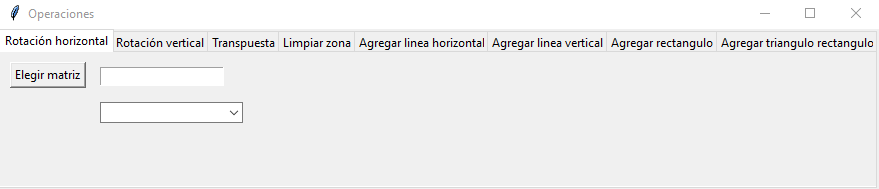 Operaciones
Rotación horizontal Rotación vertical Transpuesta Limpiar zona Agregar linea horizontal Agregar linea vertical Agregar rectangulo Agregar triangulo rectangulo
Elegir matriz